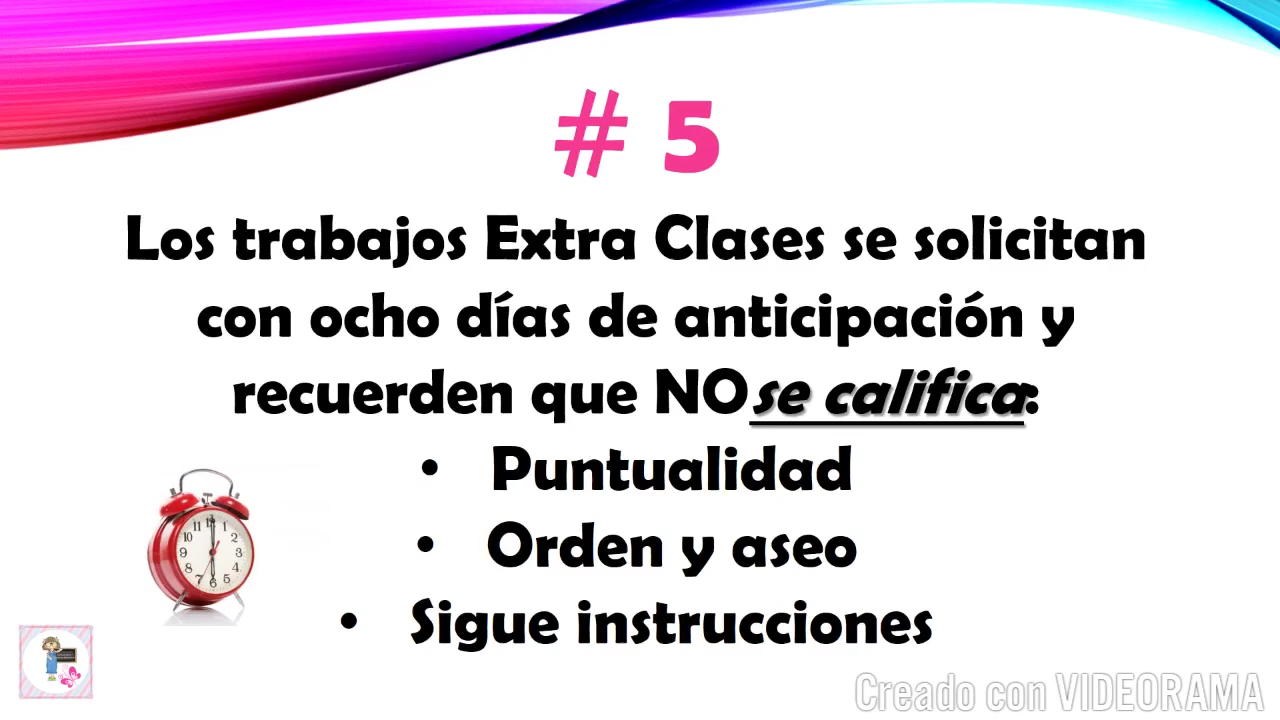 # 5
Los trabajos Extra Clases se solicitan
con ocho días de anticipación y
recuerden que NO se califica:
• Puntualidad
• Orden y aseo
• Sigue instrucciones
Creado con VIDEORAMA